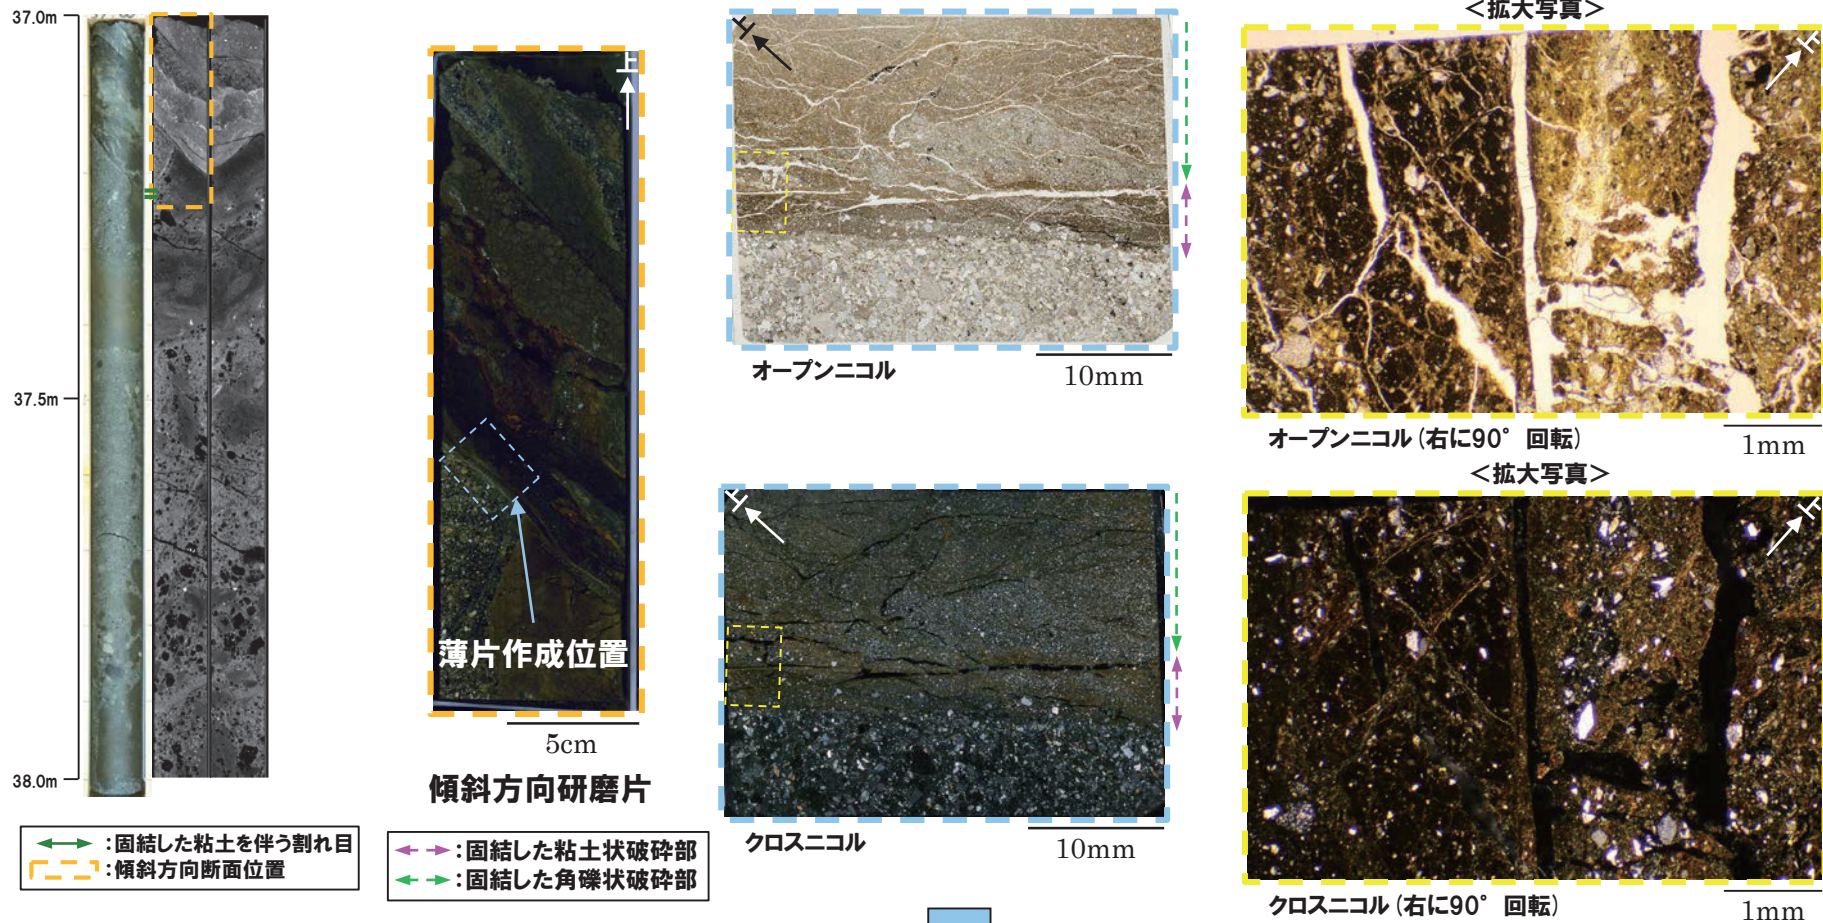 37.0m
37.5m
38.0m
:固結した粘土を伴う割れ目
:傾斜方向断面位置
上
薄片作成位置
5cm
傾斜方向研磨片
:固結した粘土状破砕部
:固結した角礫状破砕部
上
オープンニコル
10mm
上
クロスニコル
10mm
<拡大写真>
上
オープンニコル(右に90° 回転)
1mm
<拡大写真>
上
クロスニコル(右に90° 回転)
1mm